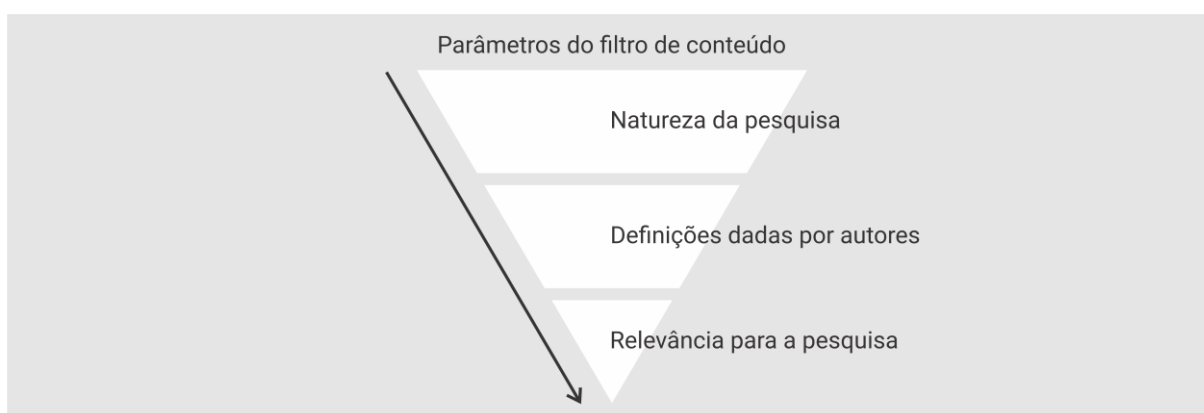 Parâmetros do filtro de conteúdo
Natureza da pesquisa
Definições dadas por autores
Relevância para a pesquisa